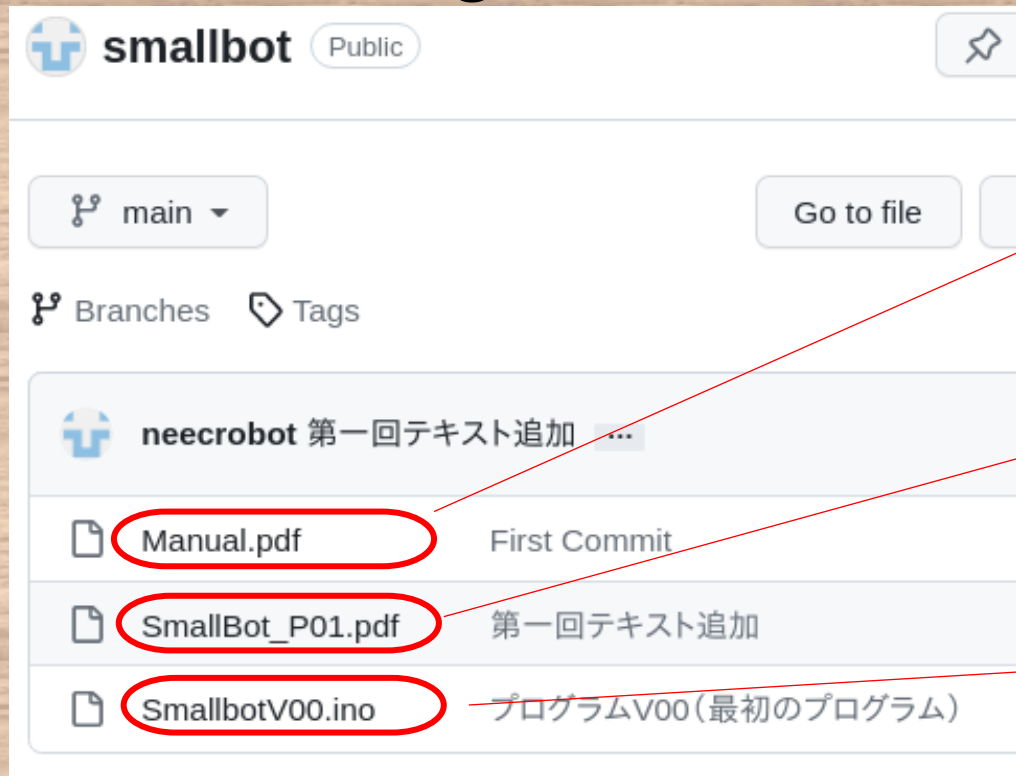 smallbot Public
main
Go to file
Branches Tags
neecrobot 第一回テキスト追加 ...
Manual.pdf First Commit
SmallBot_P01.pdf 第一回テキスト追加
SmallbotV00.ino プログラムV00(最初のプログラム)